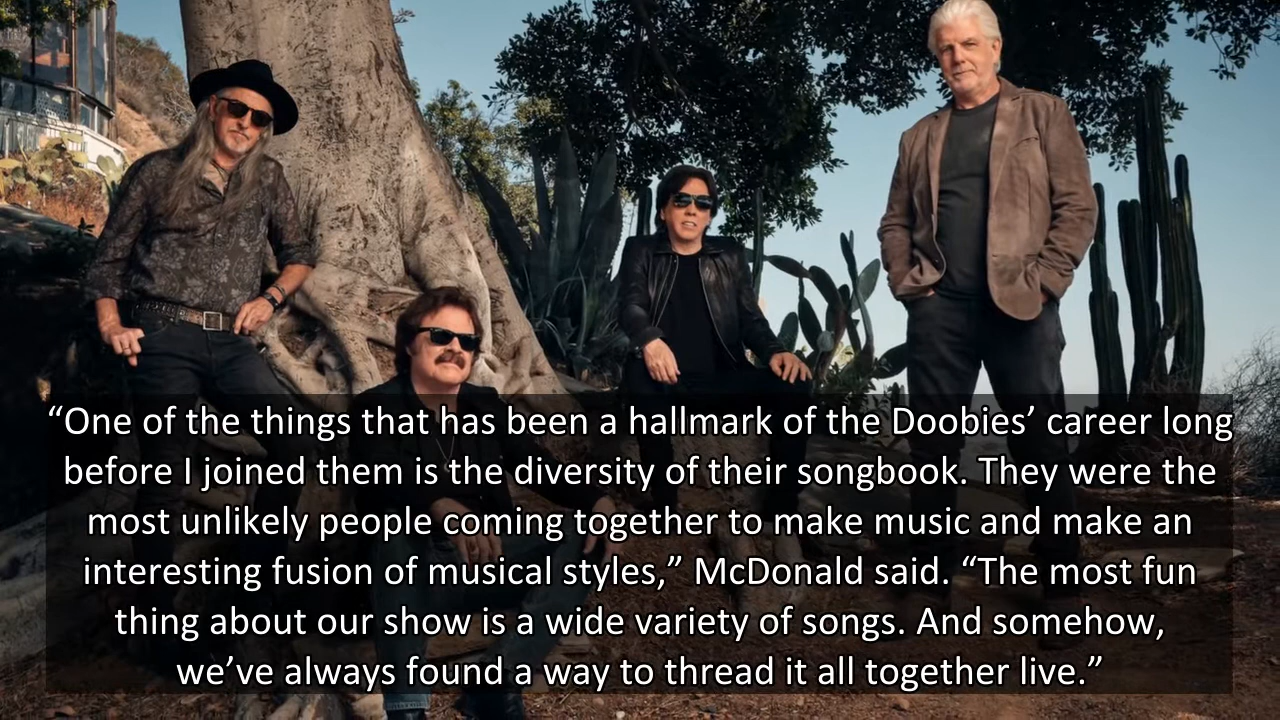 “One of the things that has been a hallmark of the Doobies’ career long
before I joined them is the diversity of their songbook. They were the
most unlikely people coming together to make music and make an
interesting fusion of musical styles,” McDonald said. “The most fun
thing about our show is a wide variety of songs. And somehow,
we’ve always found a way to thread it all together live.”